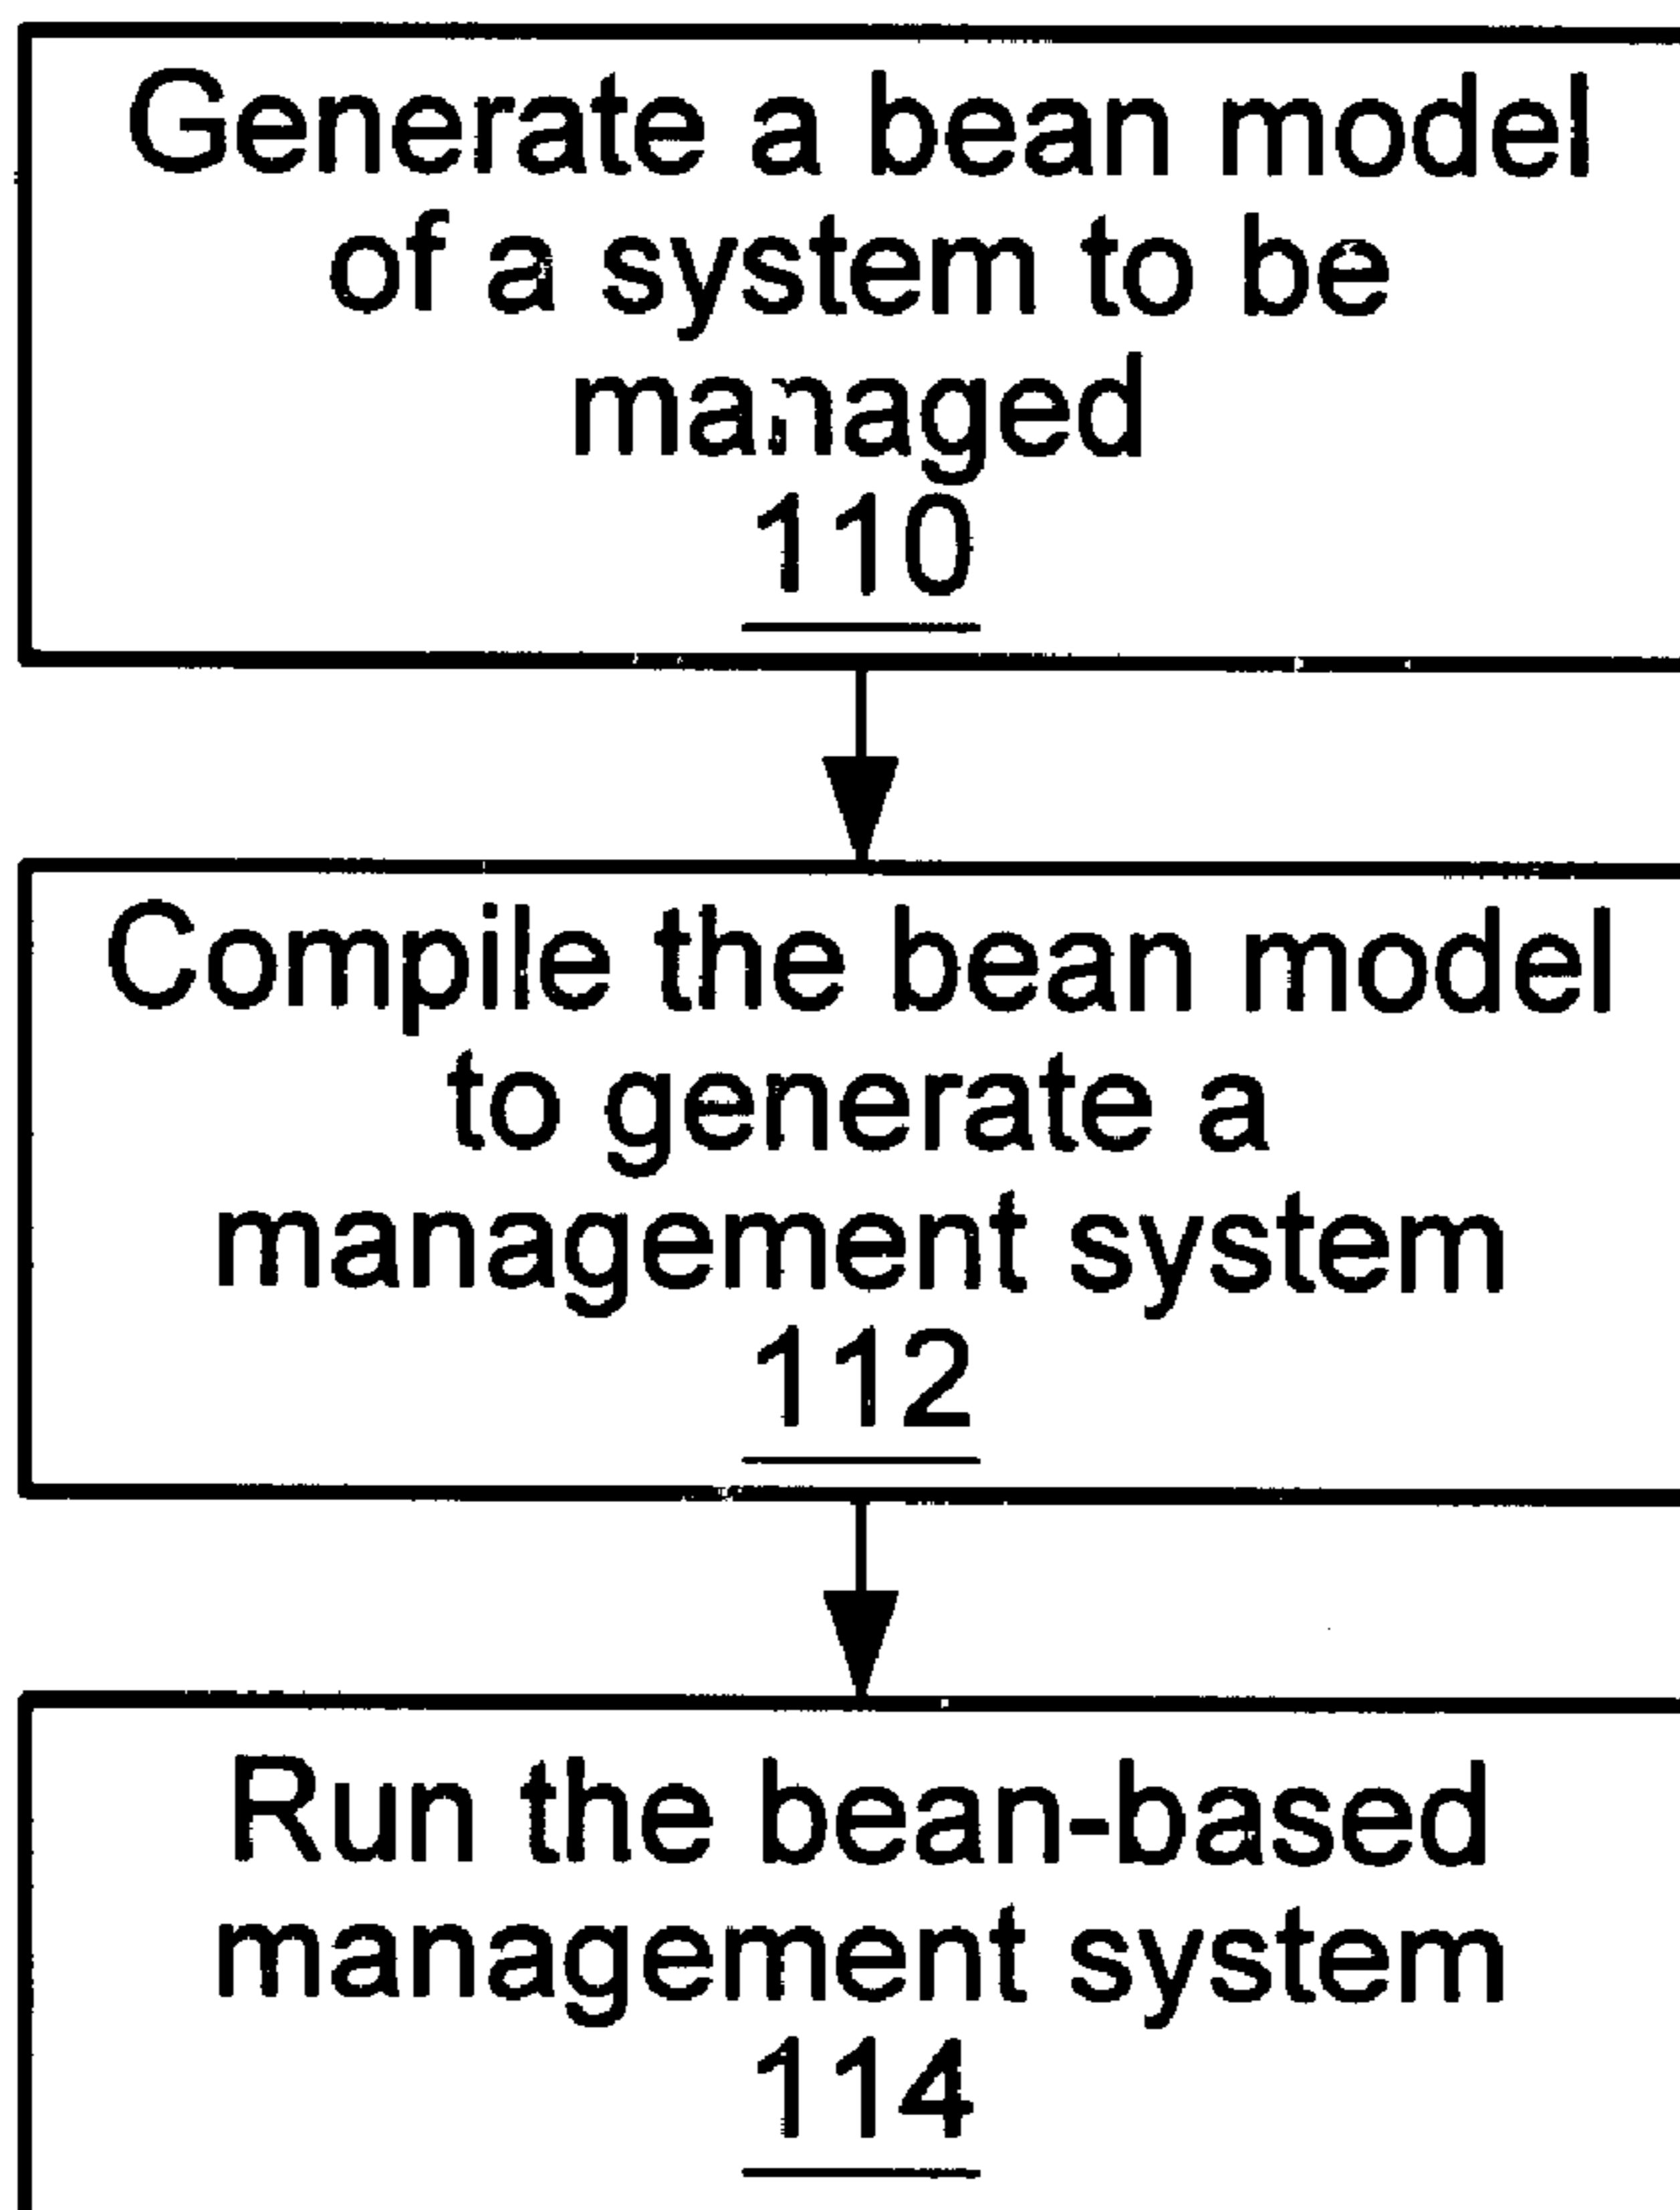 Generate a bean model
of a system to be
managed
110
Compile the bean model
to generate a
management system
112
Run the bean-based
management system
114